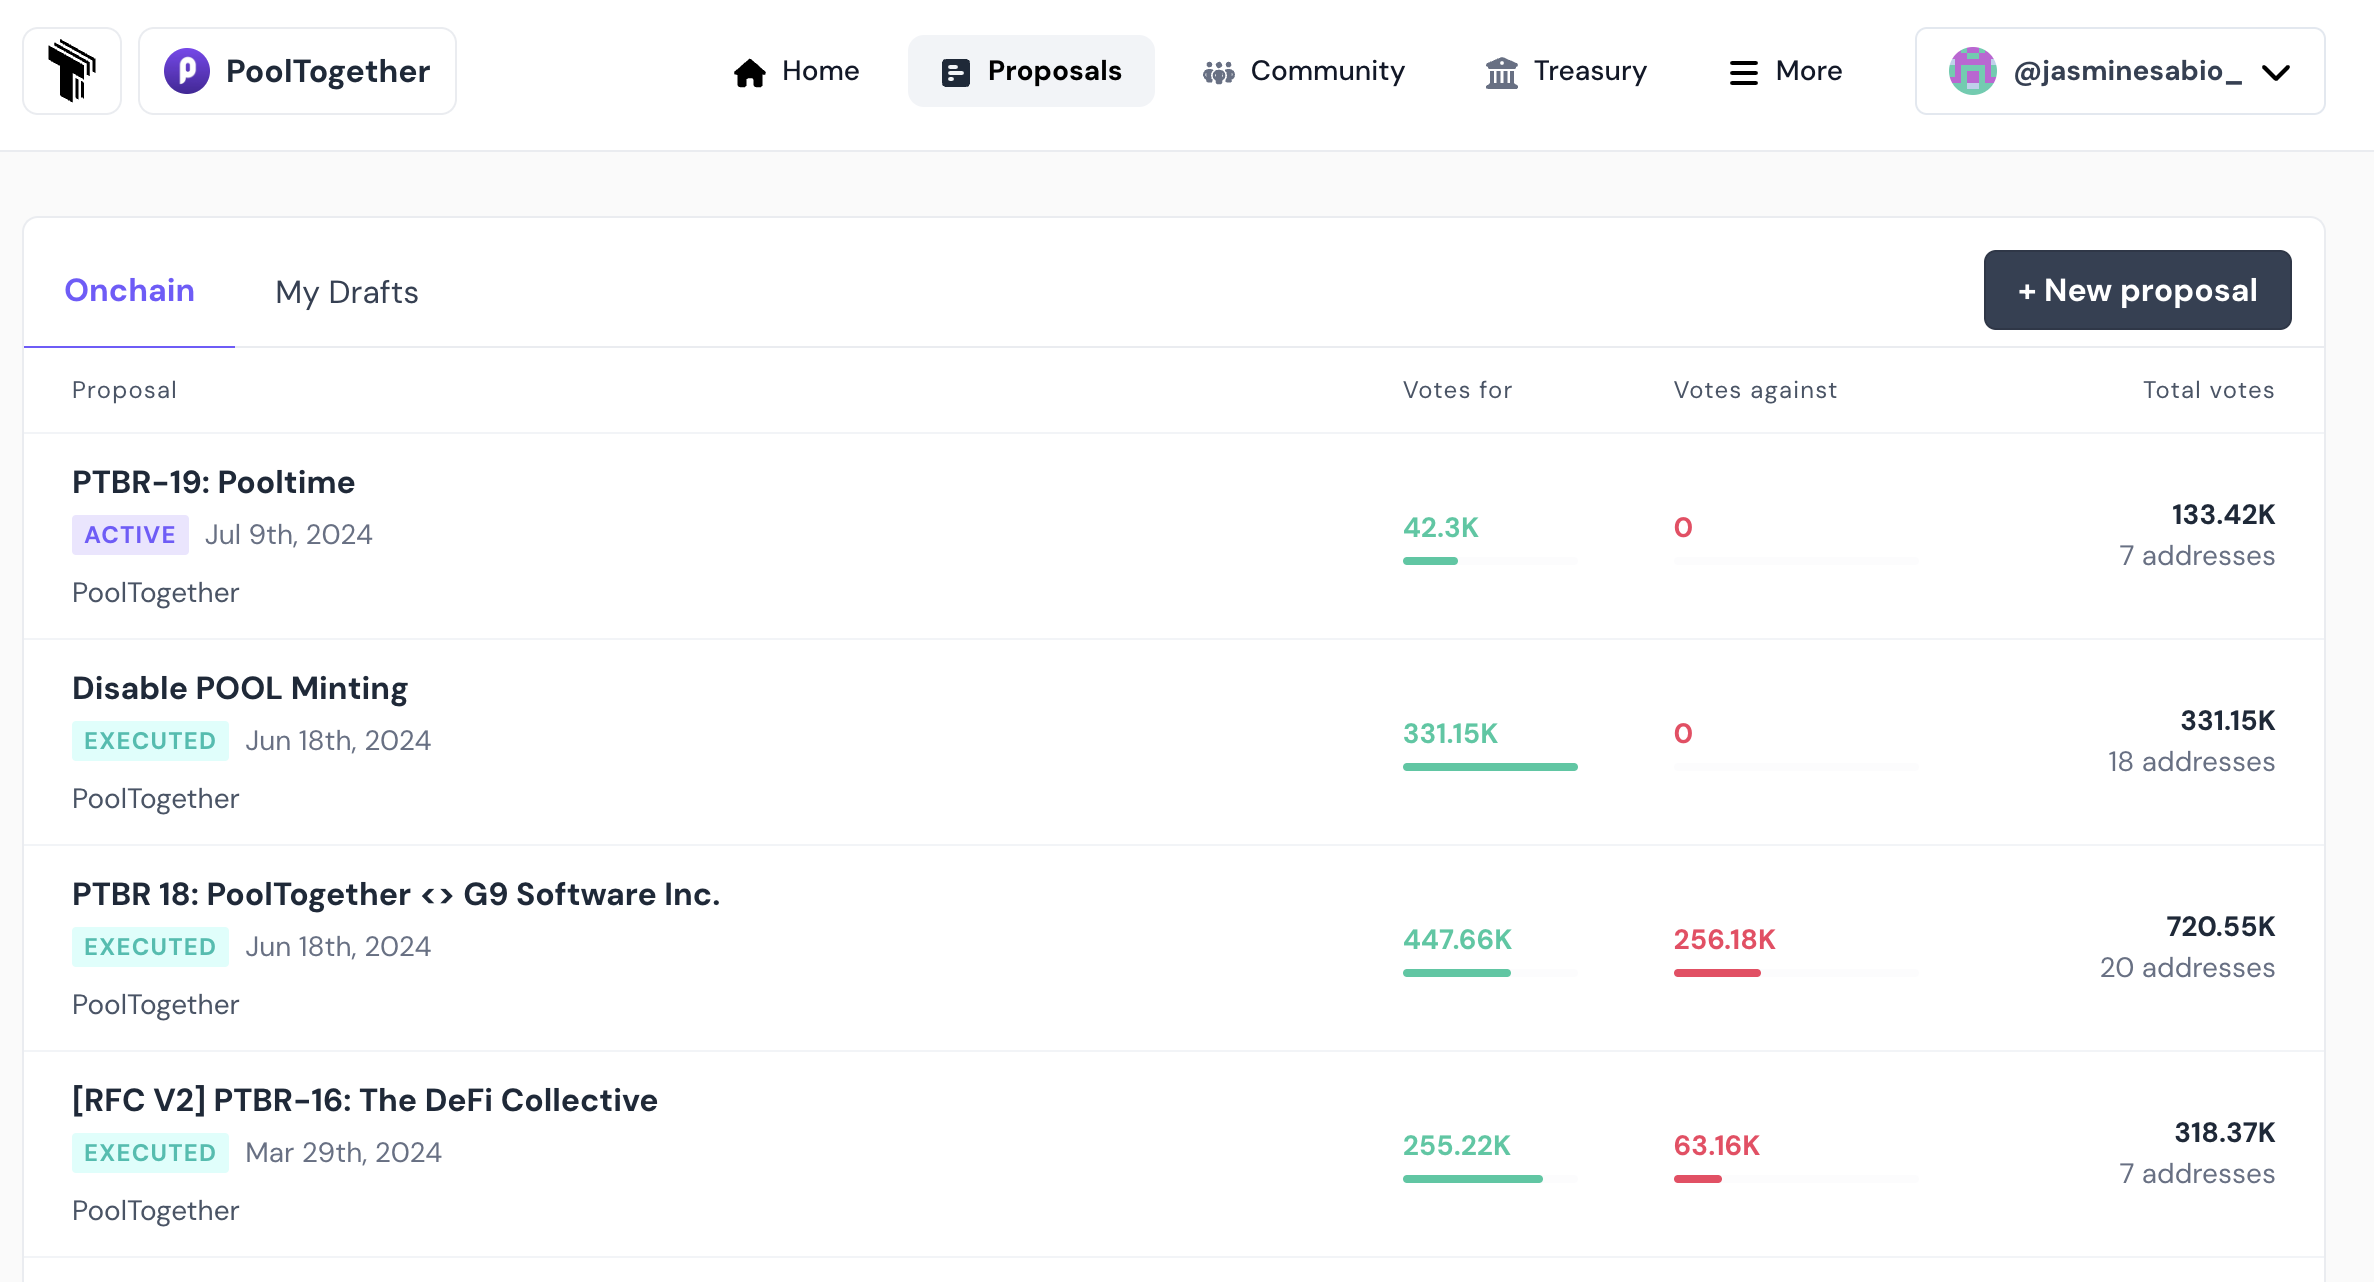 PoolTogether
Home
Proposals
Community
Treasury
More
@jasminesabio_
Onchain
My Drafts
+ New proposal
Proposal
Votes for
Votes against
Total votes
PTBR-19: Pooltime
ACTIVE Jul 9th, 2024
PoolTogether
42.3K
0
133.42K
7 addresses
Disable POOL Minting
EXECUTED Jun 18th, 2024
PoolTogether
331.15K
0
331.15K
18 addresses
PTBR 18: PoolTogether <> G9 Software Inc.
EXECUTED Jun 18th, 2024
PoolTogether
447.66K
256.18K
720.55K
20 addresses
[RFC V2] PTBR-16: The DeFi Collective
EXECUTED Mar 29th, 2024
PoolTogether
255.22K
63.16K
318.37K
7 addresses